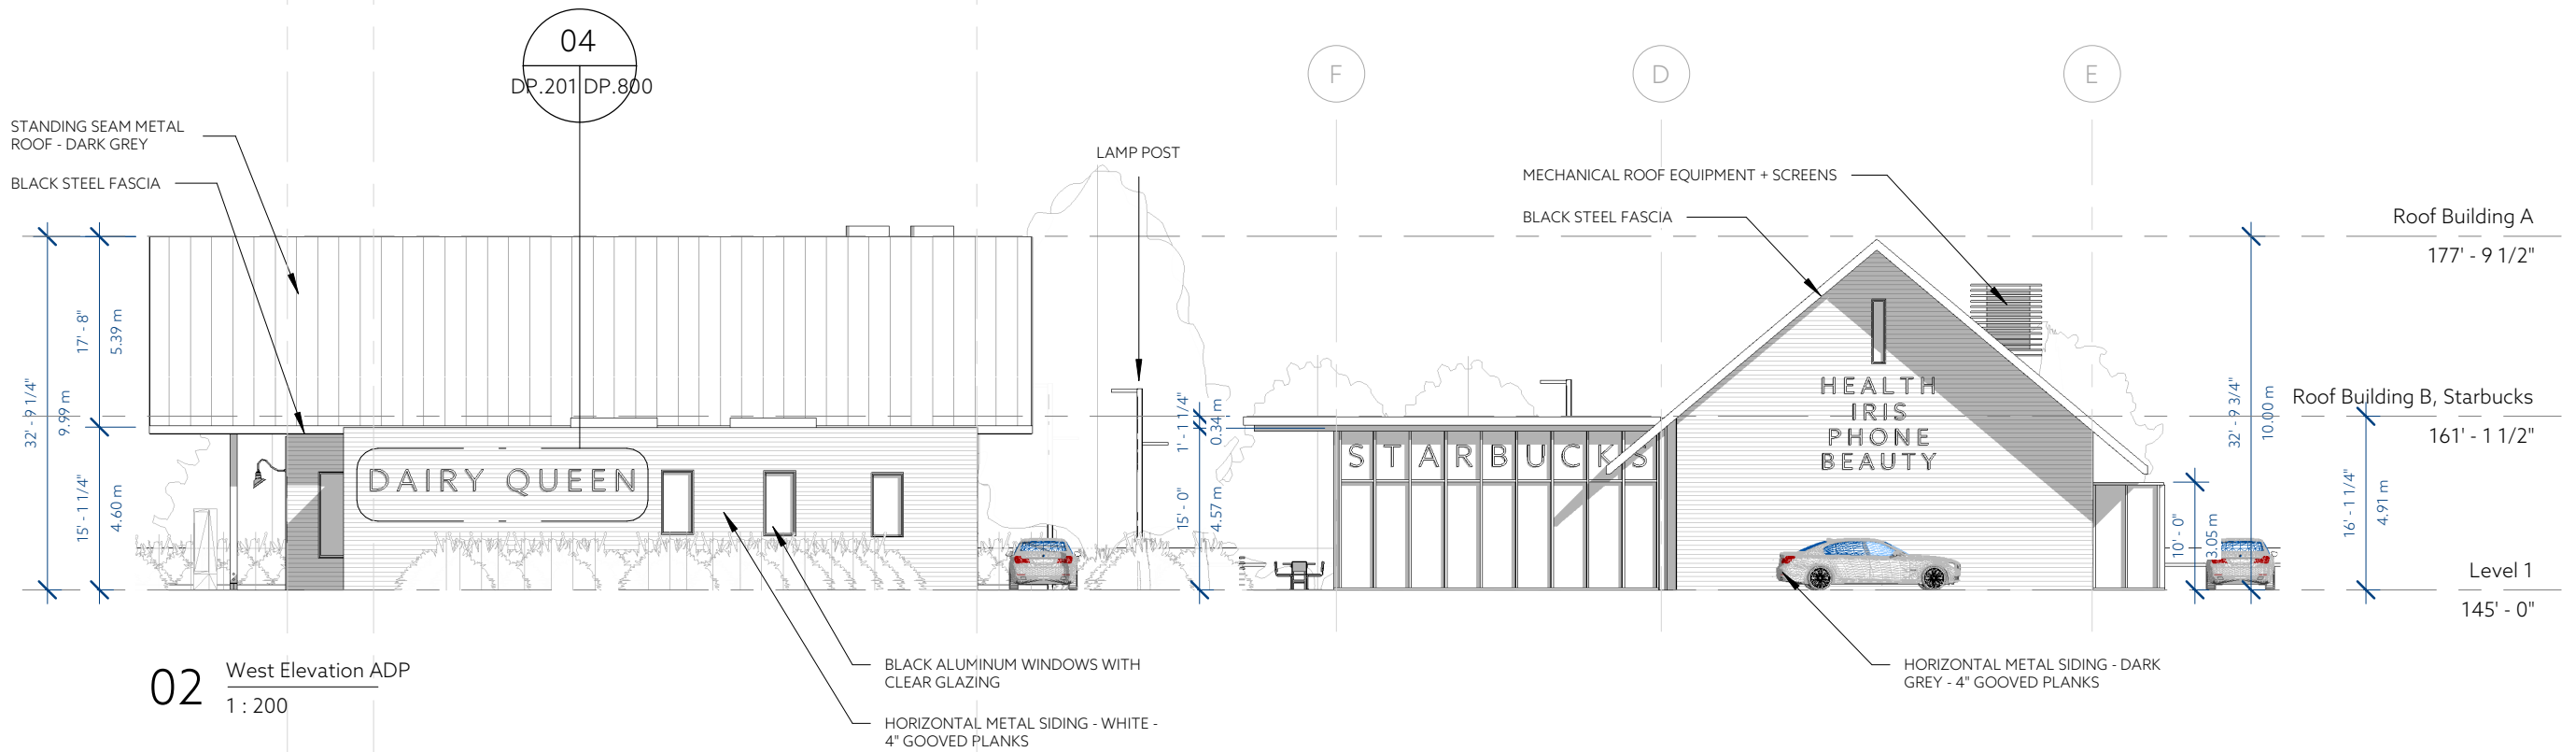 04
DP.201 DP.800
F
D
E
STANDING SEAM METAL
ROOF - DARK GREY
BLACK STEEL FASCIA
LAMP POST
MECHANICAL ROOF EQUIPMENT + SCREENS
BLACK STEEL FASCIA
Roof Building A
177' - 9 1/2"
Roof Building B, Starbucks
161' - 1 1/2"
Level 1
145' - 0"
32' - 9 1/4"
9.99 m
17' - 8"
5.39 m
15' - 1 1/4"
4.60 m
DAIRY QUEEN
1' - 1 1/4"
0.34 m
15' - 0"
4.57 m
STARBUCKS
HEALTH
IRIS
PHONE
BEAUTY
10' - 0"
3.05 m
32' - 9 3/4"
10.00 m
16' - 1 1/4"
4.91 m
02
West Elevation ADP
1 : 200
BLACK ALUMINUM WINDOWS WITH
CLEAR GLAZING
HORIZONTAL METAL SIDING - WHITE -
4" GOOVED PLANKS
HORIZONTAL METAL SIDING - DARK
GREY - 4" GOOVED PLANKS